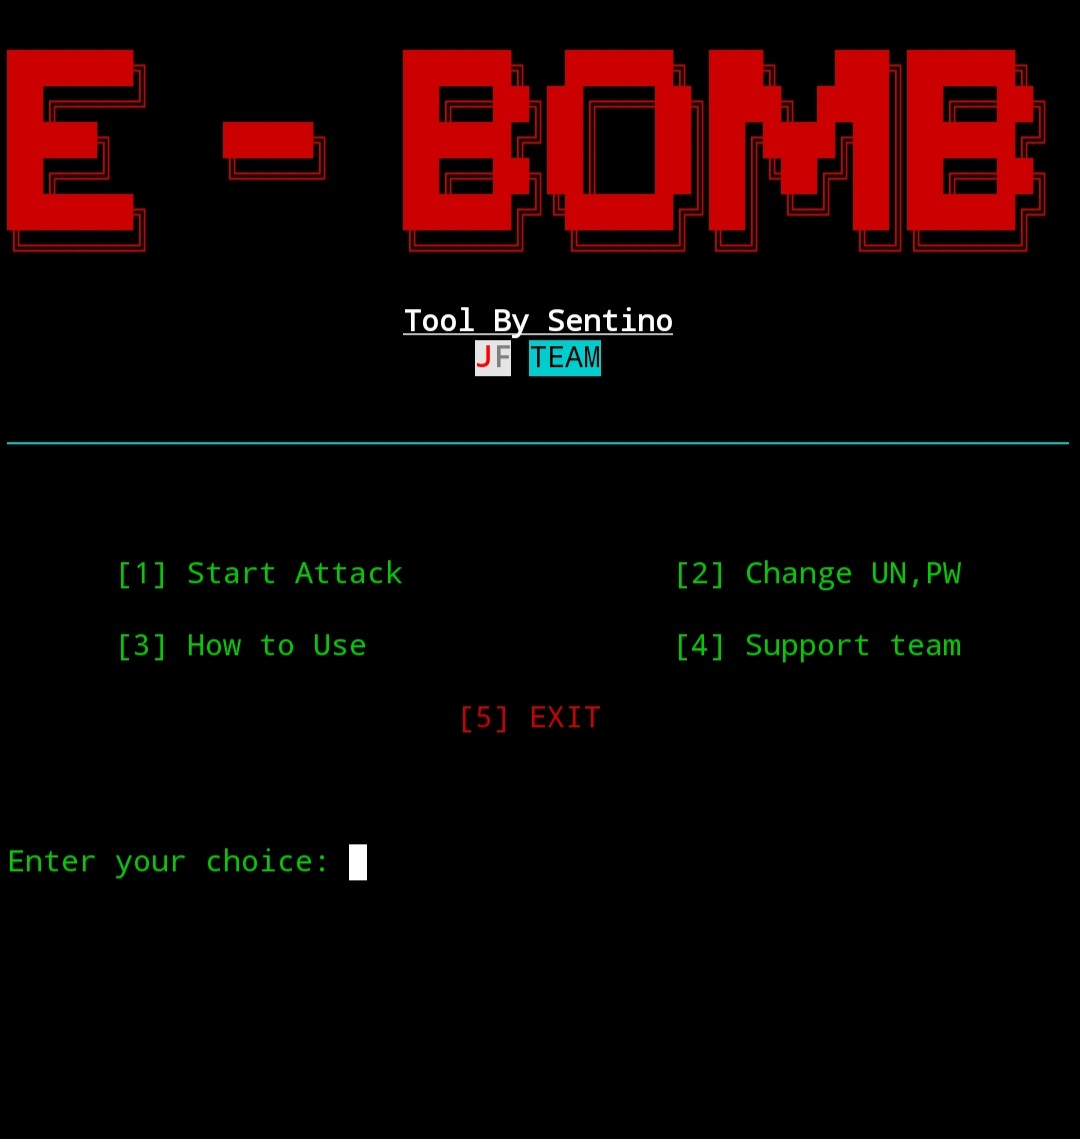 E - BOMB
Tool By Sentino
JF TEAM
[1] Start Attack [2] Change UN,PW
[3] How to Use [4] Support team
[5] EXIT
Enter your choice: